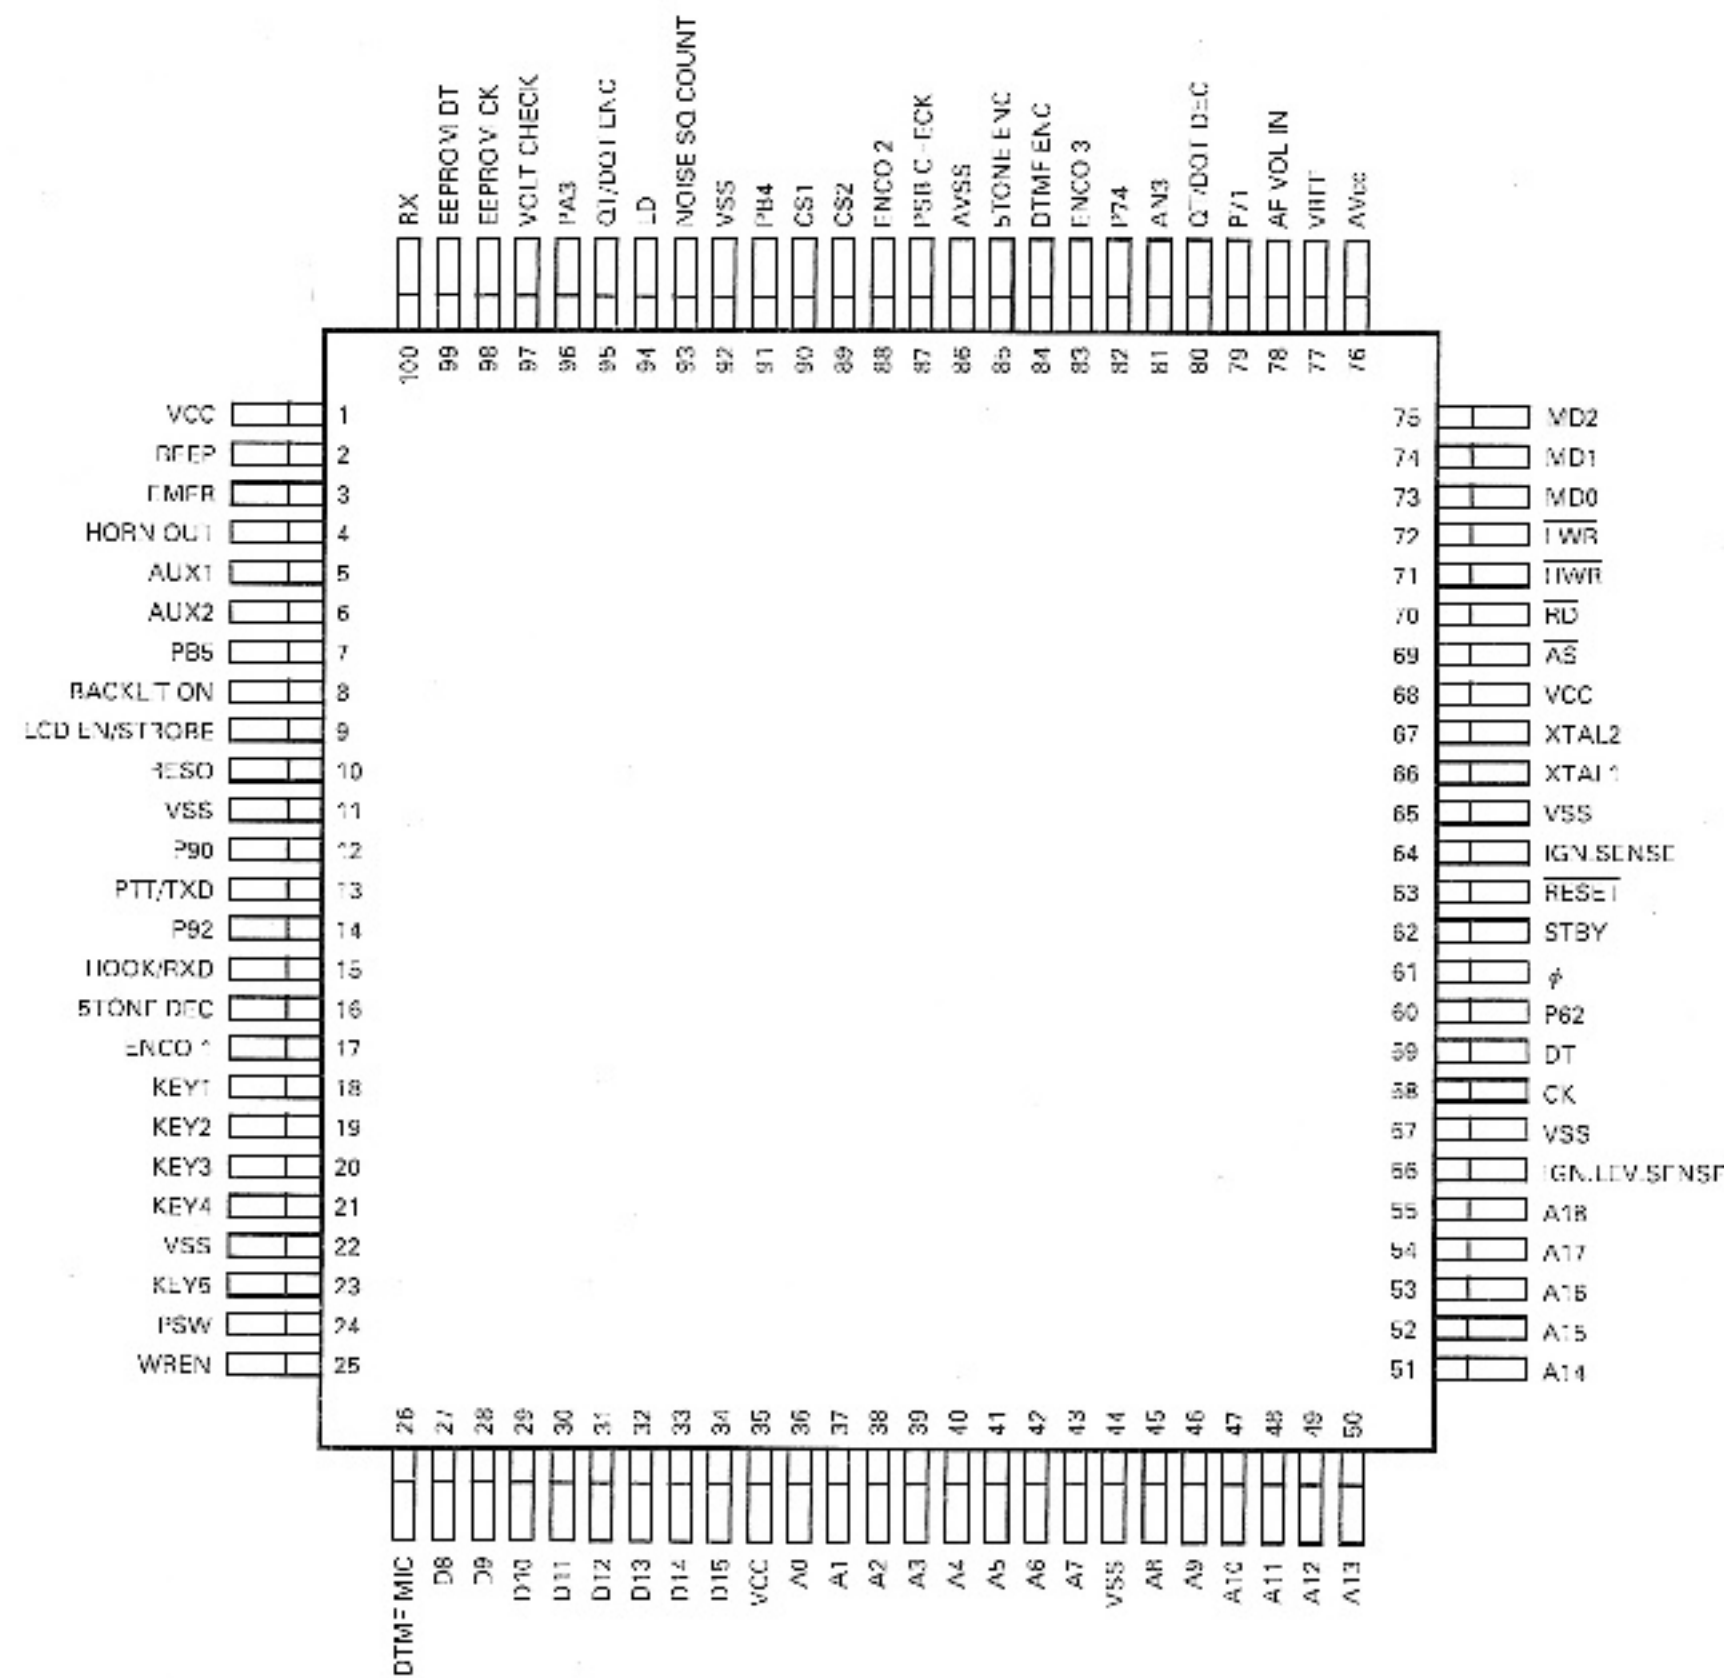 RX
EEPROM DT
EEPROM CK
VOLT CHECK
PA3
QT/DQT ENC
LD
NOISE SQ COUNT
VSS
PB4
CS1
CS2
ENCO 2
PSB CHECK
AVSS
5TONE ENC
DTMF ENC
ENCO 3
P74
AN3
QT/DQT DEC
P71
AF VOL IN
VREF
AVcc
100 99 98 97 96 95 94 93 92 91 90 89 88 87 86 85 84 83 82 81 80 79 78 77 76
VCC 1
BEEP 2
EMER 3
HORN OUT 4
AUX1 5
AUX2 6
PB5 7
BACKLIT ON 8
LCD EN/STROBE 9
RESO 10
VSS 11
P90 12
PTT/TXD 13
P92 14
HOOK/RXD 15
5TONE DEC 16
ENCO 1 17
KEY1 18
KEY2 19
KEY3 20
KEY4 21
VSS 22
KEY5 23
PSW 24
WREN 25
75 MD2
74 MD1
73 MD0
72 LWR
71 HWR
70 RD
69 AS
68 VCC
67 XTAL2
66 XTAL1
65 VSS
64 IGN.SENSE
63 RESET
62 STBY
61 ϕ
60 P62
59 DT
58 CK
57 VSS
56 IGN.LEV.SENSE
55 A18
54 A17
53 A16
52 A15
51 A14
26 27 28 29 30 31 32 33 34 35 36 37 38 39 40 41 42 43 44 45 46 47 48 49 50
DTMF MIC
D8
D9
D10
D11
D12
D13
D14
D15
VCC
A0
A1
A2
A3
A4
A5
A6
A7
VSS
A8
A9
A10
A11
A12
A13